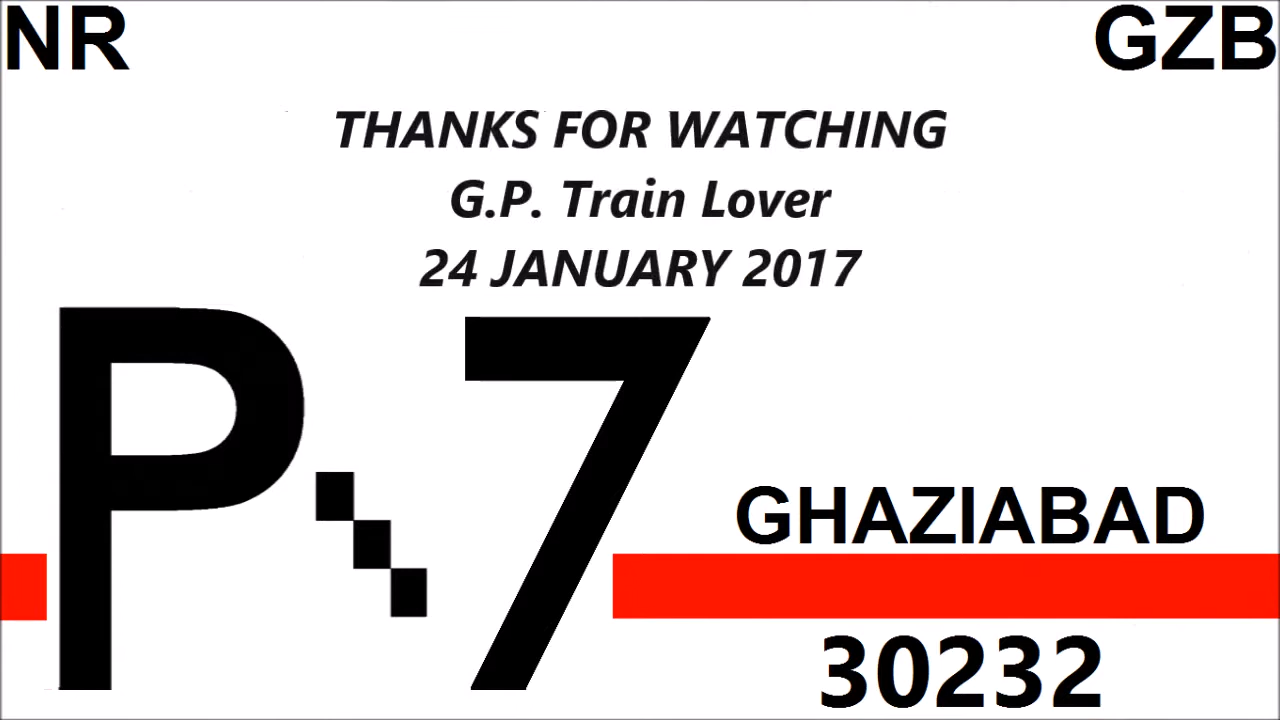 NR GZB
THANKS FOR WATCHING
G.P. Train Lover
24 JANUARY 2017
P 7
GHAZIABAD
30232